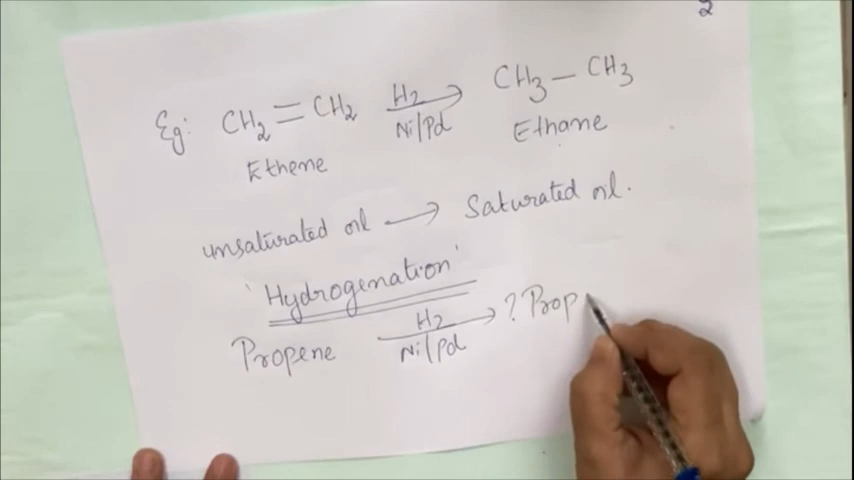 2
Eg: CH₂=CH₂ H₂ Ni/Pd → CH₃-CH₃
Ethene Ethane
unsaturated oil → Saturated oil.
'Hydrogenation'
Propene H₂ Ni/Pd → ? Prop